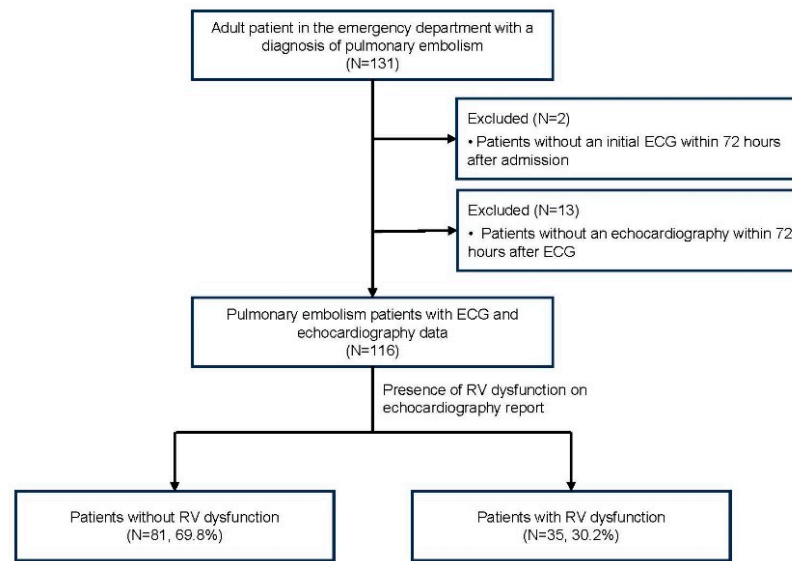 Adult patient in the emergency department with a
diagnosis of pulmonary embolism
(N=131)
Excluded (N=2)
• Patients without an initial ECG within 72 hours
after admission
Excluded (N=13)
• Patients without an echocardiography within 72
hours after ECG
Pulmonary embolism patients with ECG and
echocardiography data
(N=116)
Presence of RV dysfunction on
echocardiography report
Patients without RV dysfunction
(N=81, 69.8%)
Patients with RV dysfunction
(N=35, 30.2%)